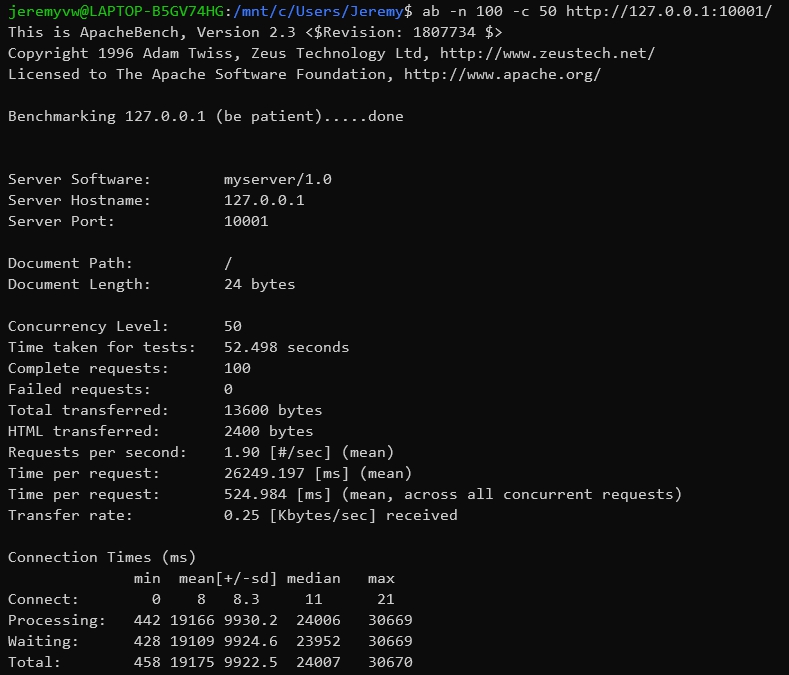 jeremyvw@LAPTOP-B5GV74HG:/mnt/c/Users/Jeremy$ ab -n 100 -c 50 http://127.0.0.1:10001/
This is ApacheBench, Version 2.3 <$Revision: 1807734 $>
Copyright 1996 Adam Twiss, Zeus Technology Ltd, http://www.zeustech.net/
Licensed to The Apache Software Foundation, http://www.apache.org/

Benchmarking 127.0.0.1 (be patient).....done


Server Software:        myserver/1.0
Server Hostname:        127.0.0.1
Server Port:            10001

Document Path:          /
Document Length:        24 bytes

Concurrency Level:      50
Time taken for tests:   52.498 seconds
Complete requests:      100
Failed requests:        0
Total transferred:      13600 bytes
HTML transferred:       2400 bytes
Requests per second:    1.90 [#/sec] (mean)
Time per request:       26249.197 [ms] (mean)
Time per request:       524.984 [ms] (mean, across all concurrent requests)
Transfer rate:          0.25 [Kbytes/sec] received

Connection Times (ms)
              min  mean[+/-sd] median   max
Connect:        0    8   8.3     11      21
Processing:   442 19166 9930.2  24006   30669
Waiting:      428 19109 9924.6  23952   30669
Total:        458 19175 9922.5  24007   30670